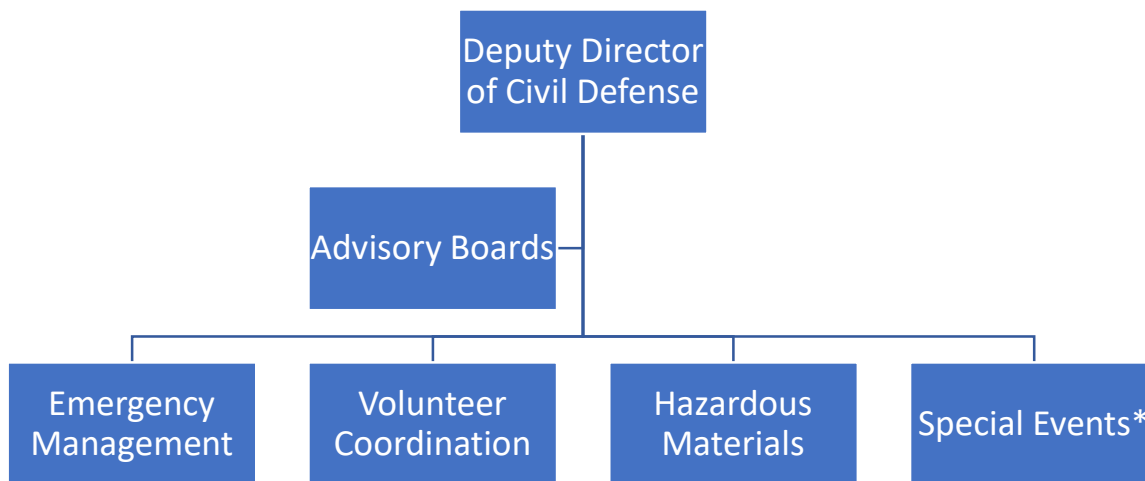 Deputy Director
of Civil Defense
Advisory Boards
Emergency
Management
Volunteer
Coordination
Hazardous
Materials
Special Events*